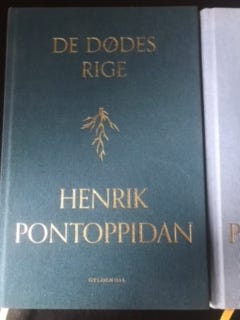 DE DØDES
RIGE
HENRIK
PONTOPPIDAN
GYLDENDAL
P